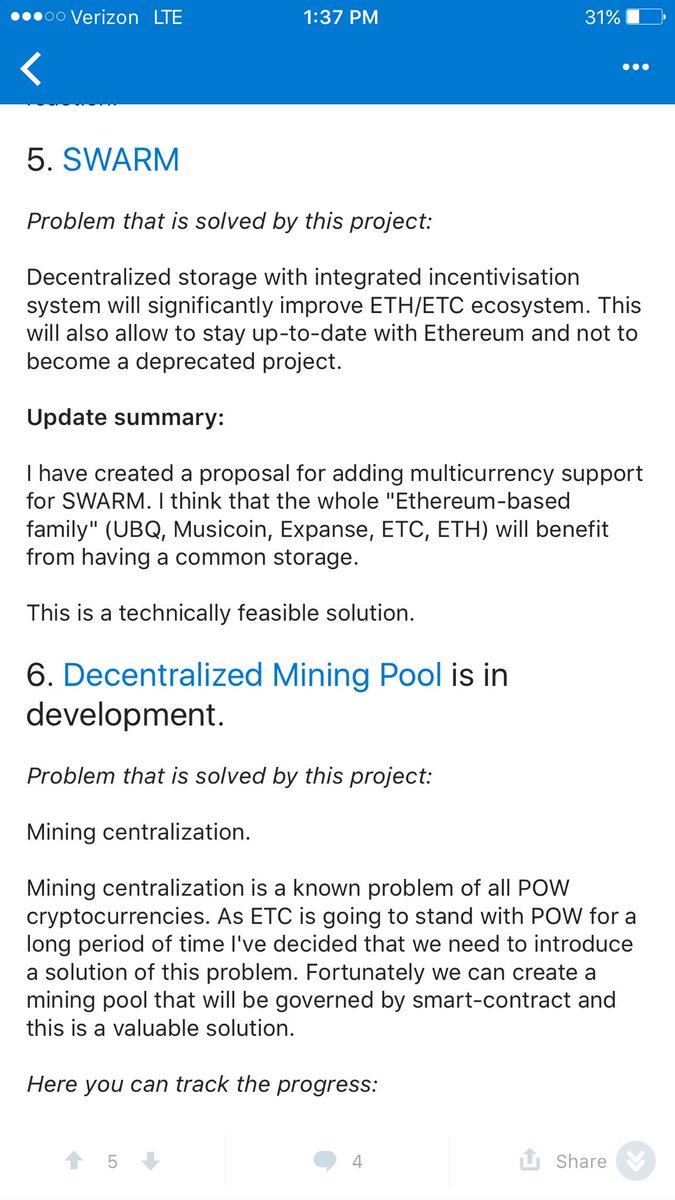 Verizon LTE 1:37 PM 31%
5. SWARM
Problem that is solved by this project:
Decentralized storage with integrated incentivisation
system will significantly improve ETH/ETC ecosystem. This
will also allow to stay up-to-date with Ethereum and not to
become a deprecated project.
Update summary:
I have created a proposal for adding multicurrency support
for SWARM. I think that the whole "Ethereum-based
family" (UBQ, Musicoin, Expanse, ETC, ETH) will benefit
from having a common storage.
This is a technically feasible solution.
6. Decentralized Mining Pool is in
development.
Problem that is solved by this project:
Mining centralization.
Mining centralization is a known problem of all POW
cryptocurrencies. As ETC is going to stand with POW for a
long period of time I've decided that we need to introduce
a solution of this problem. Fortunately we can create a
mining pool that will be governed by smart-contract and
this is a valuable solution.
Here you can track the progress:
5 4 Share